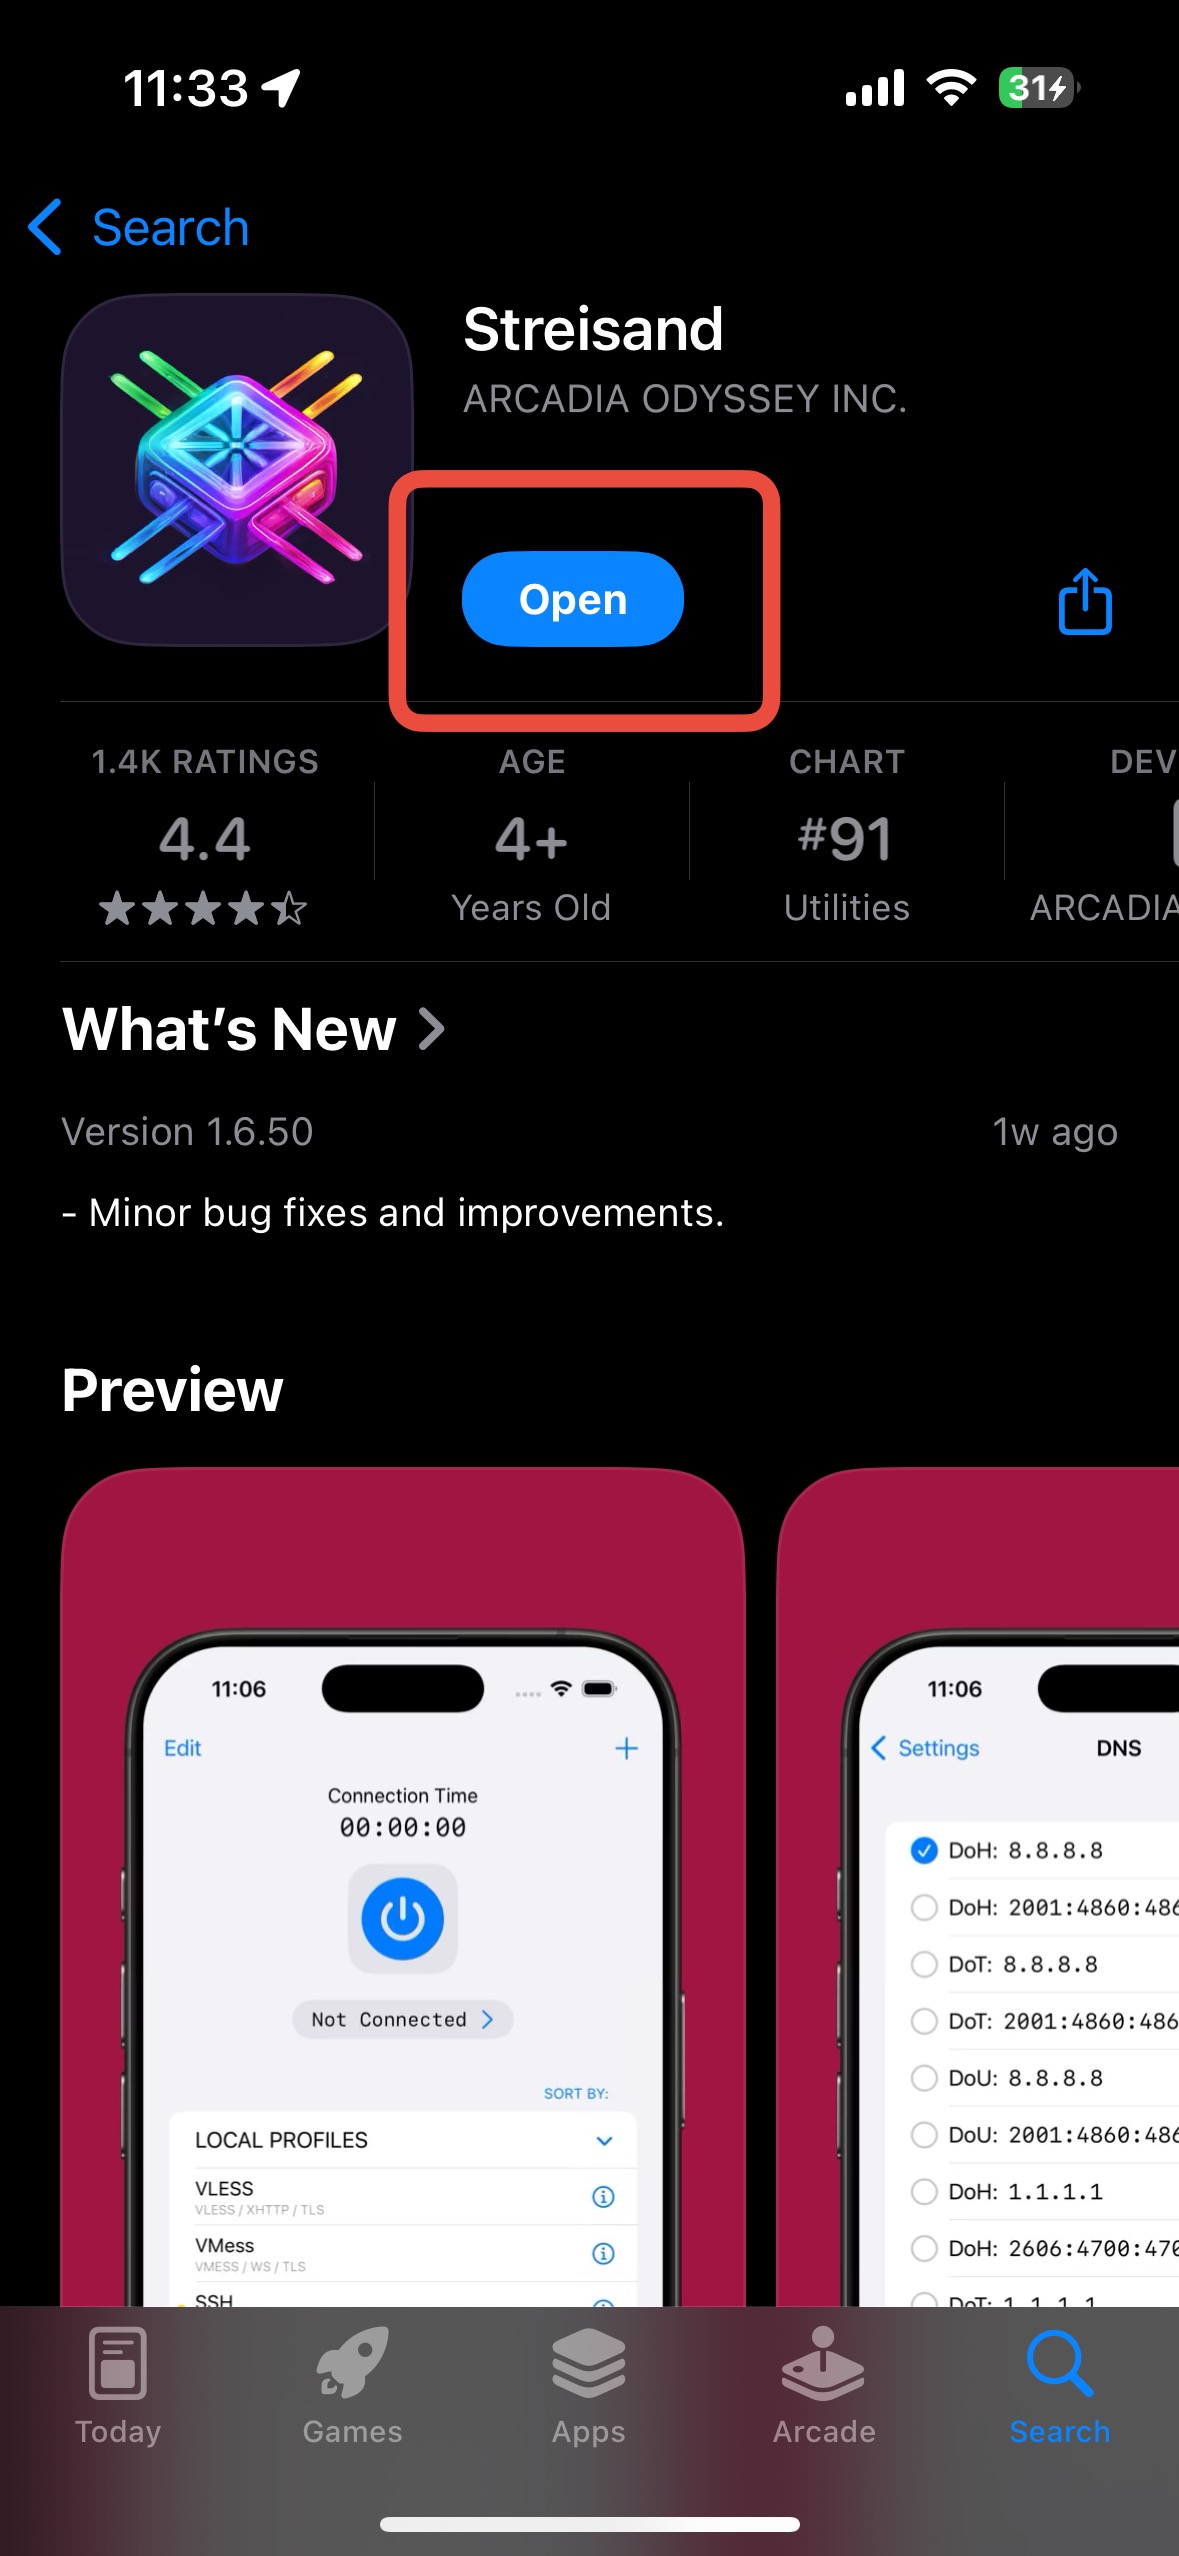 11:33
31
Search
Streisand
ARCADIA ODYSSEY INC.
Open
1.4K RATINGS
4.4
AGE
4+
Years Old
CHART
#91
Utilities
DEV
ARCADIA
What’s New
Version 1.6.50
1w ago
- Minor bug fixes and improvements.
Preview
11:06
Edit
Connection Time
00:00:00
Not Connected
SORT BY:
LOCAL PROFILES
VLESS
VLESS / XHTTP / TLS
VMess
VMESS / WS / TLS
SSH
11:06
Settings
DNS
DoH: 8.8.8.8
DoH: 2001:4860:486
DoT: 8.8.8.8
DoT: 2001:4860:486
DoU: 8.8.8.8
DoU: 2001:4860:486
DoH: 1.1.1.1
DoH: 2606:4700:470
DoT: 1.1.1.1
Today
Games
Apps
Arcade
Search